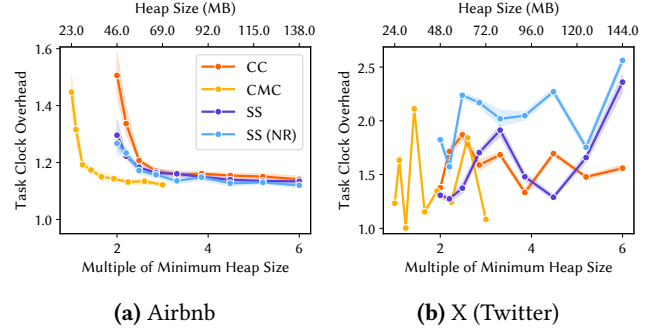 Heap Size (MB)
23.0 46.0 69.0 92.0 115.0 138.0
1.6
1.4
1.2
1.0
Task Clock Overhead
CC
CMC
SS
SS (NR)
2 4 6
Multiple of Minimum Heap Size
(a) Airbnb
Heap Size (MB)
24.0 48.0 72.0 96.0 120.0 144.0
2.5
2.0
1.5
1.0
Task Clock Overhead
2 4 6
Multiple of Minimum Heap Size
(b) X (Twitter)